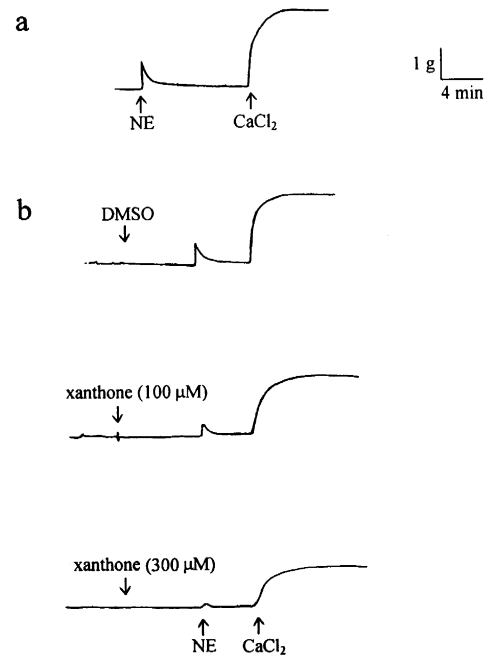 a
1 g
4 min
NE
CaCl₂
b
DMSO
xanthone (100 µM)
xanthone (300 µM)
NE
CaCl₂